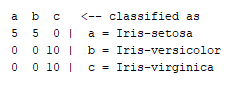 a b c <-- classified as
5 5 0 | a = Iris-setosa
0 0 10 | b = Iris-versicolor
0 0 10 | c = Iris-virginica